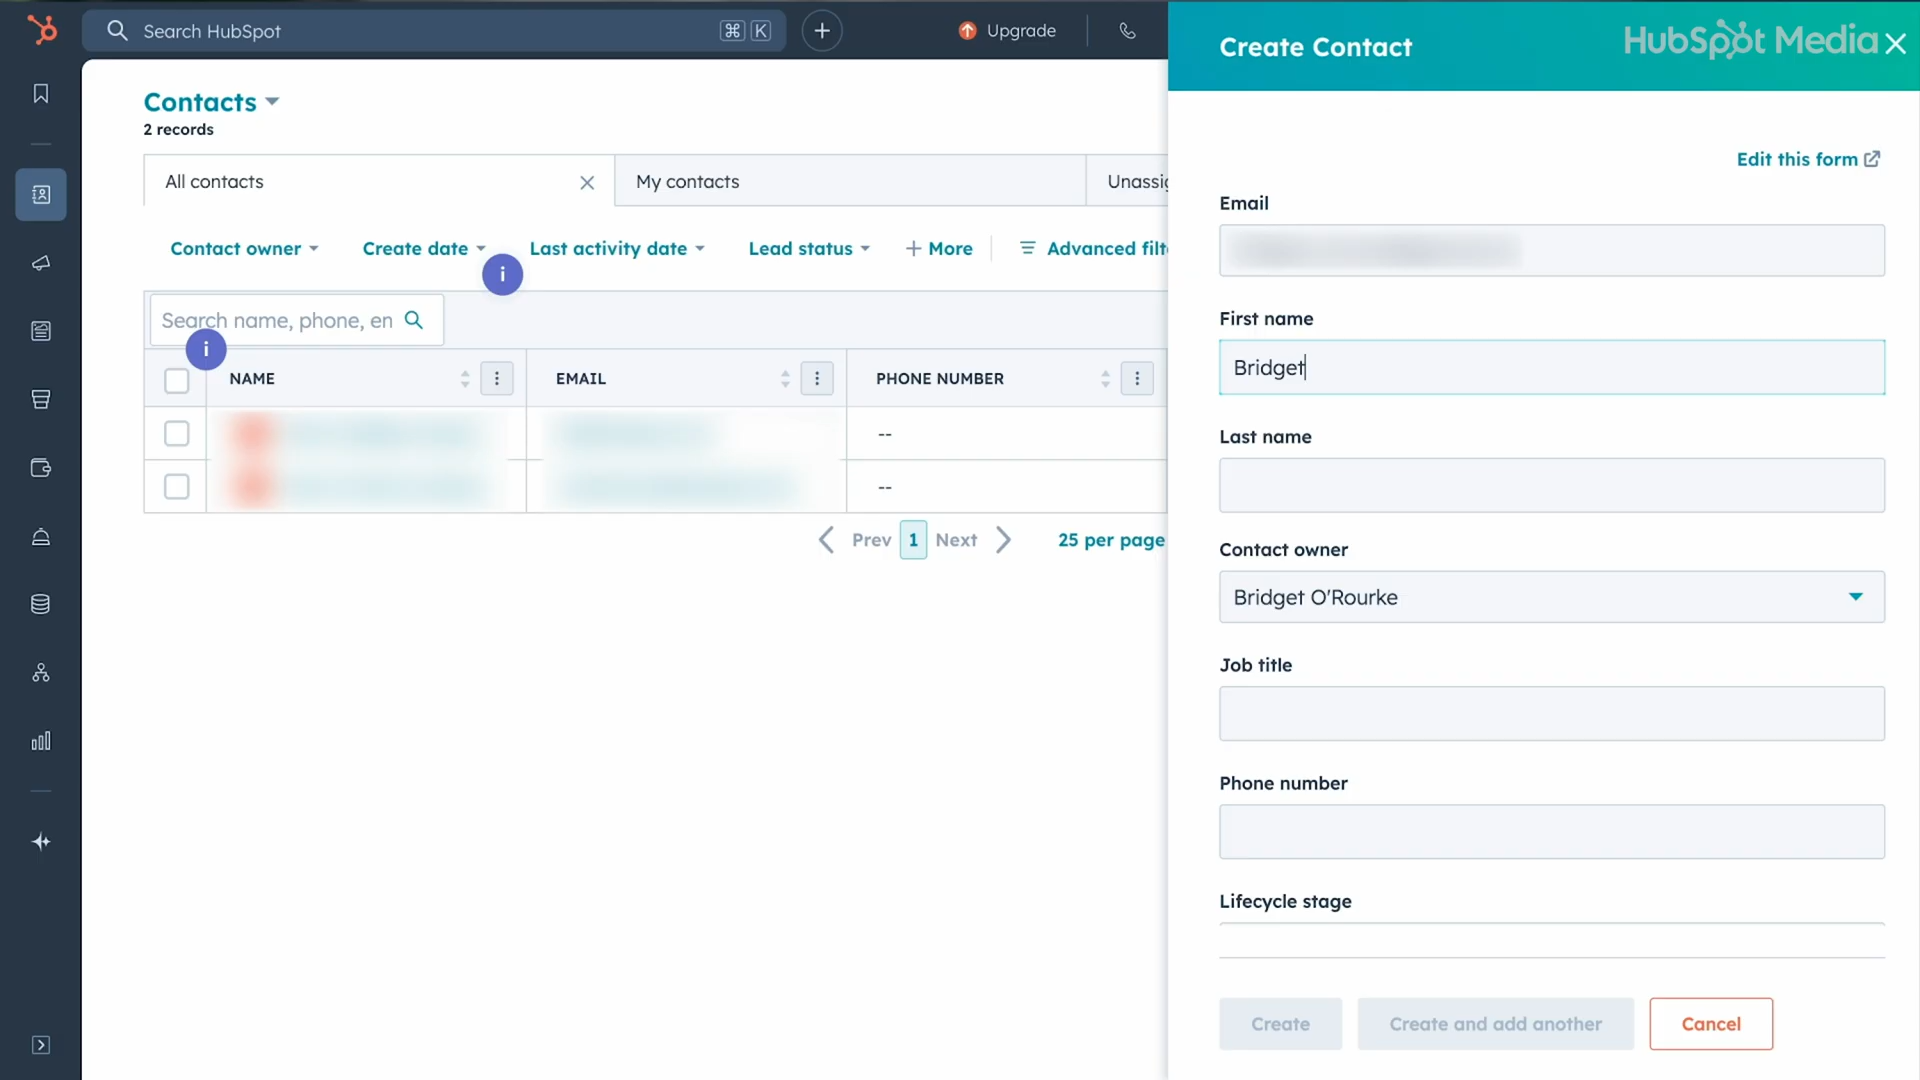 Search HubSpot
⌘ K
Upgrade
Create Contact
HubSpot Media
Contacts
2 records
All contacts
My contacts
Contact owner
Create date
Last activity date
Lead status
+ More
Advanced
i
Search name, phone, en
i
NAME
EMAIL
PHONE NUMBER
--
--
Prev
1
Next
25 per page
Edit this form
Email
First name
Bridget
Last name
Contact owner
Bridget O'Rourke
Job title
Phone number
Lifecycle stage
Create
Create and add another
Cancel